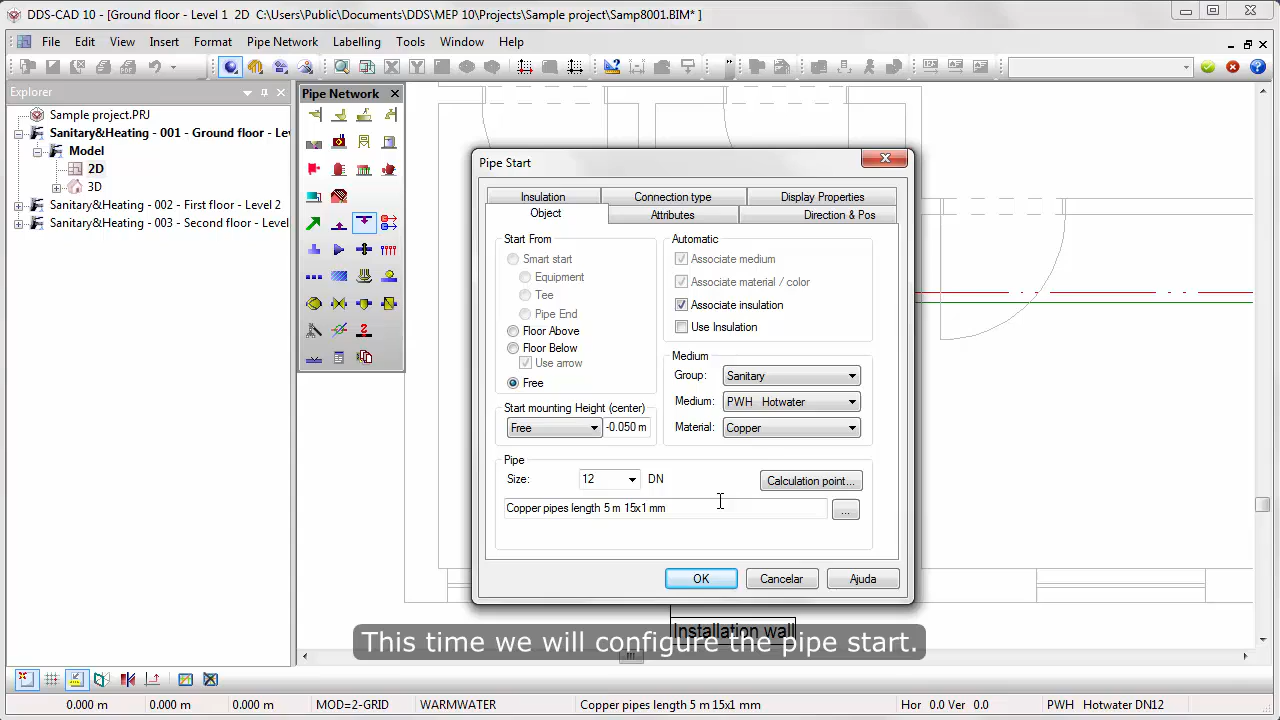 DDS-CAD 10 - [Ground floor - Level 1  2D  C:\Users\Public\Documents\DDS\MEP 10\Projects\Sample project\Samp8001.BIM* ]
File Edit View Insert Format Pipe Network Labelling Tools Window Help
Explorer
Sample project.PRJ
Sanitary&Heating - 001 - Ground floor - Le
Model
2D
3D
Sanitary&Heating - 002 - First floor - Level 2
Sanitary&Heating - 003 - Second floor - Level
Pipe Network
Pipe Start
Insulation Connection type Display Properties
Object Attributes Direction & Pos
Start From
Smart start
Equipment
Tee
Pipe End
Floor Above
Floor Below
Use arrow
Free
Start mounting Height (center)
Free -0.050 m
Automatic
Associate medium
Associate material / color
Associate insulation
Use Insulation
Medium
Group: Sanitary
Medium: PWH Hotwater
Material: Copper
Pipe
Size: 12 DN Calculation point...
Copper pipes length 5 m 15x1 mm ...
OK Cancelar Ajuda
Installation wall
This time we will configure the pipe start.
0.000 m 0.000 m 0.000 m MOD=2-GRID WARMWATER Copper pipes length 5 m 15x1 mm Hor 0.0 Ver 0.0 PWH Hotwater DN12